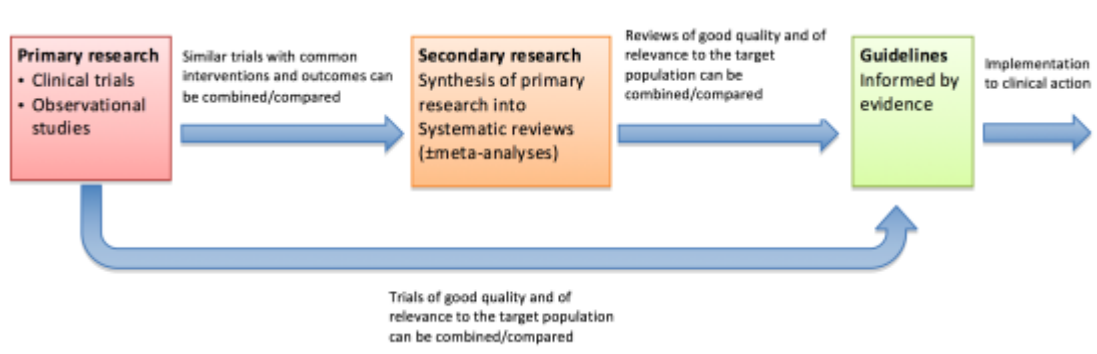 Primary research
• Clinical trials
• Observational
studies
Similar trials with common
interventions and outcomes can
be combined/compared
Secondary research
Synthesis of primary
research into
Systematic reviews
(±meta-analyses)
Reviews of good quality and of
relevance to the target
population can be
combined/compared
Guidelines
Informed by
evidence
Implementation
to clinical action
Trials of good quality and of
relevance to the target population
can be combined/compared